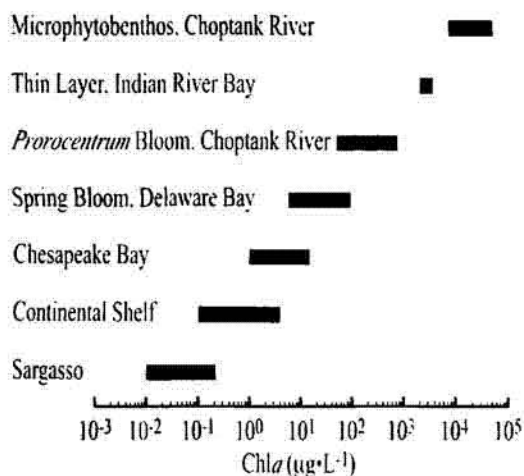 Microphytobenthos. Choptank River
Thin Layer. Indian River Bay
Prorocentrum Bloom. Choptank River
Spring Bloom. Delaware Bay
Chesapeake Bay
Continental Shelf
Sargasso
10⁻³ 10⁻² 10⁻¹ 10⁰ 10¹ 10² 10³ 10⁴ 10⁵
Chla (µg•L⁻¹)